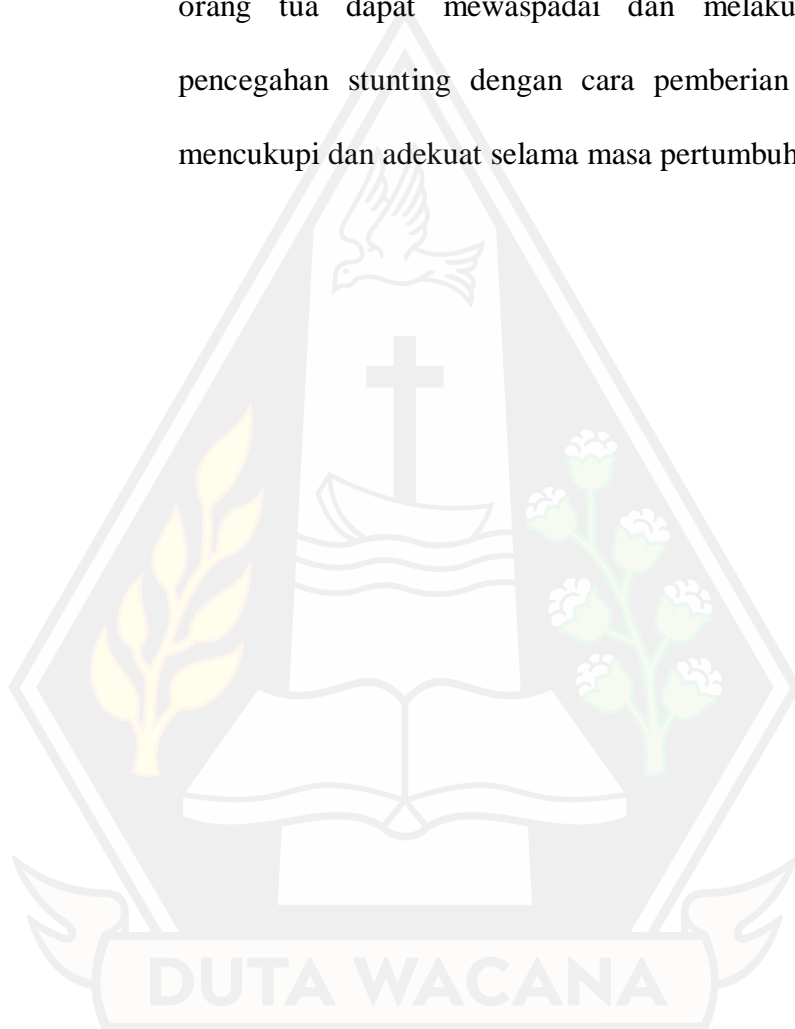 orang tua dapat mewaspadai dan melaku
pencegahan stunting dengan cara pemberian
mencukupi dan adekuat selama masa pertumbuh
DUTA WACANA